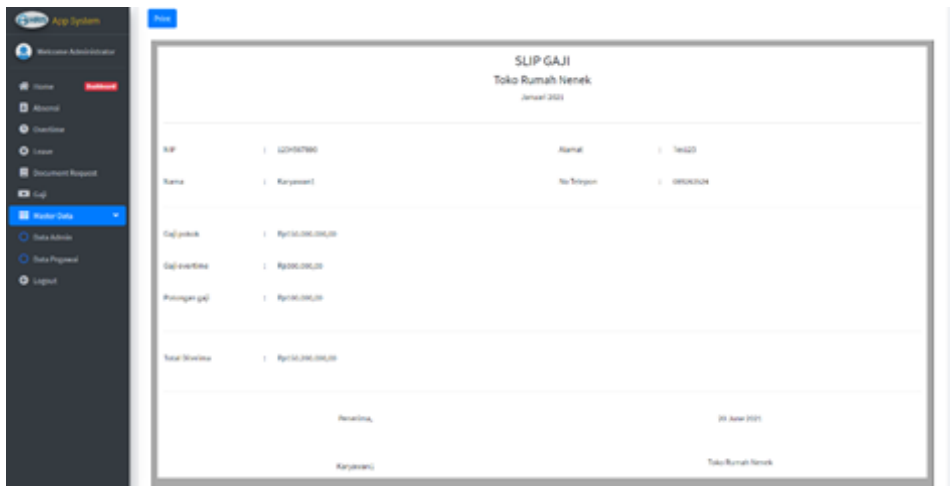 App System
Print
Welcome Administrator
Home
Dashboard
Absensi
Overtime
Leave
Document Request
Gaji
Master Data
Data Admin
Data Pegawai
Logout
SLIP GAJI
Toko Rumah Nenek
Januari 2021
NIP : 1234567890
Alamat :
Nama : Karyawan1
No Telepon :
Gaji pokok :
Gaji overtime :
Potongan gaji :
Total Diterima :
Penerima,
Karyawan1
Toko Rumah Nenek